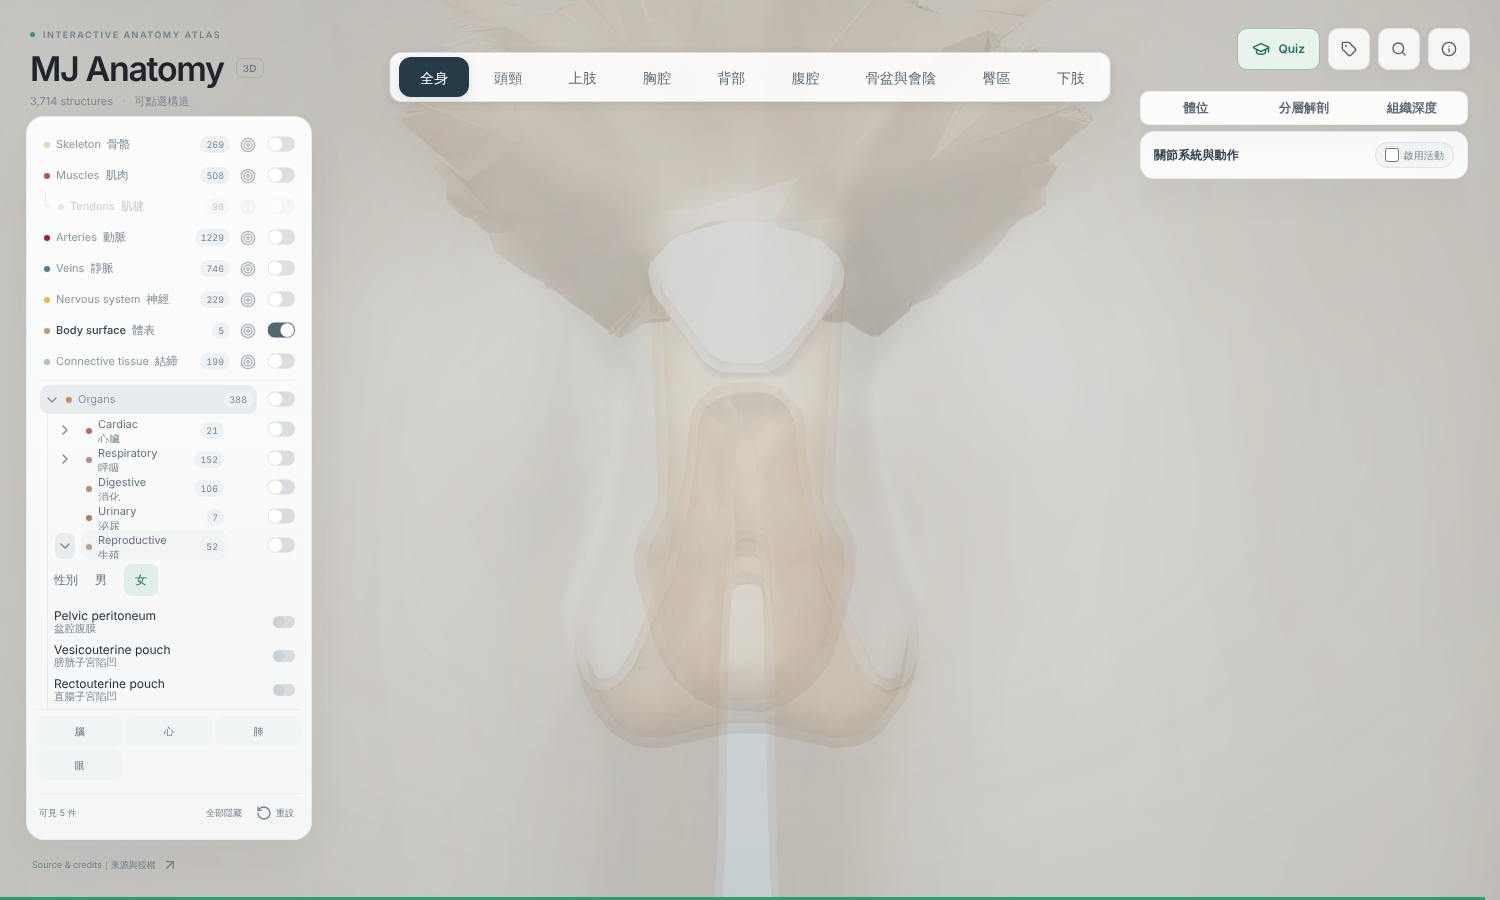 INTERACTIVE ANATOMY ATLAS
MJ Anatomy 3D
3,714 structures · 可點選構造
全身 頭頸 上肢 胸腔 背部 腹腔 骨盆與會陰 臀區 下肢
Quiz
體位 分層解剖 組織深度
關節系統與動作 啟用活動
Skeleton 骨骼 269
Muscles 肌肉 508
Tendons 肌腱 98
Arteries 動脈 1229
Veins 靜脈 746
Nervous system 神經 229
Body surface 體表 5
Connective tissue 結締 199
Organs 388
Cardiac 21
心臟
Respiratory 152
呼吸
Digestive 106
消化
Urinary 7
泌尿
Reproductive 52
生殖
性別 男 女
Pelvic peritoneum
盆腔腹膜
Vesicouterine pouch
膀胱子宮陷凹
Rectouterine pouch
直腸子宮陷凹
腦 心 肺
眼
可見 5 件 全部隱藏 重設
Source & credits | 來源與授權